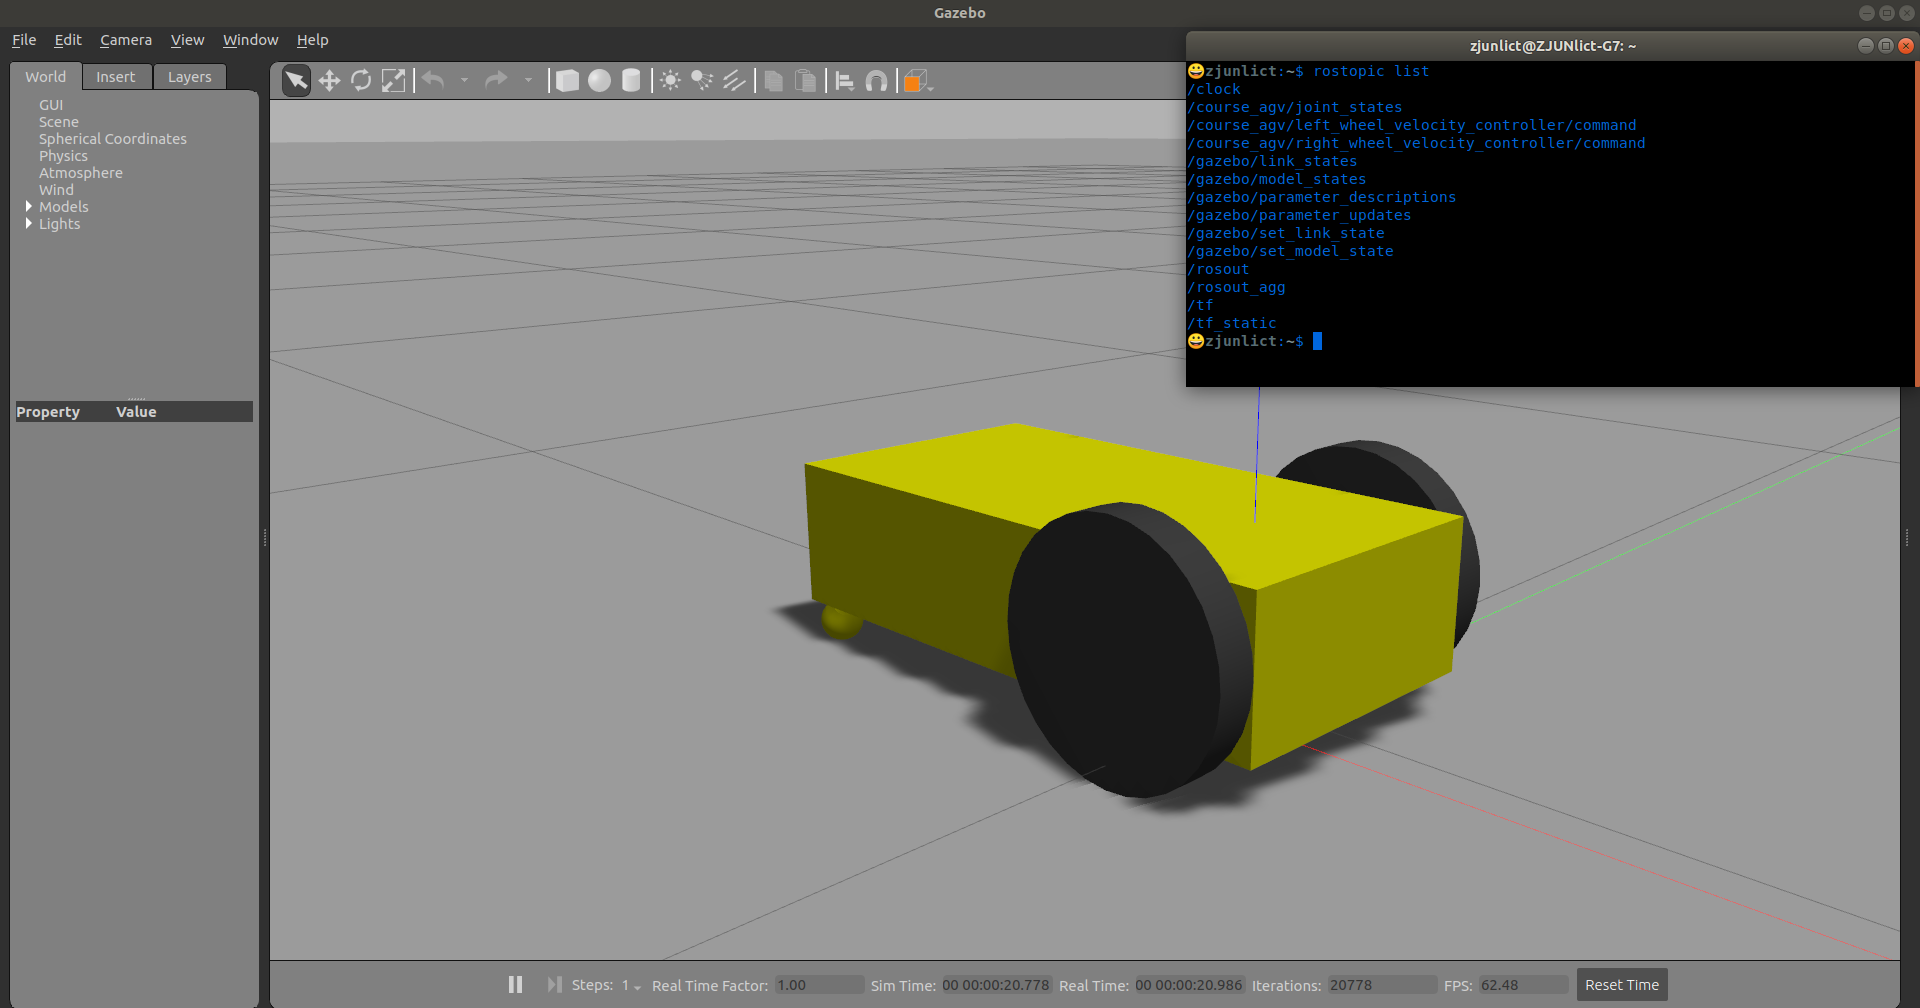 Gazebo
File Edit Camera View Window Help
World Insert Layers
GUI
Scene
Spherical Coordinates
Physics
Atmosphere
Wind
Models
Lights
Property Value
zjunlict@ZJUNlict-G7: ~
😀zjunlict:~$ rostopic list
/clock
/course_agv/joint_states
/course_agv/left_wheel_velocity_controller/command
/course_agv/right_wheel_velocity_controller/command
/gazebo/link_states
/gazebo/model_states
/gazebo/parameter_descriptions
/gazebo/parameter_updates
/gazebo/set_link_state
/gazebo/set_model_state
/rosout
/rosout_agg
/tf
/tf_static
😀zjunlict:~$
Steps: 1 Real Time Factor: 1.00 Sim Time: 00 00:00:20.778 Real Time: 00 00:00:20.986 Iterations: 20778 FPS: 62.48 Reset Time